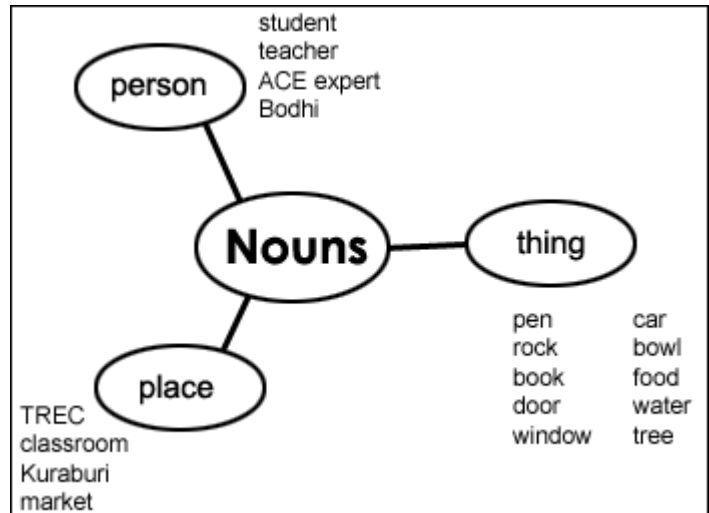 student
teacher
ACE expert
Bodhi
person
Nouns
thing
pen car
rock bowl
book food
door water
window tree
place
TREC
classroom
Kuraburi
market